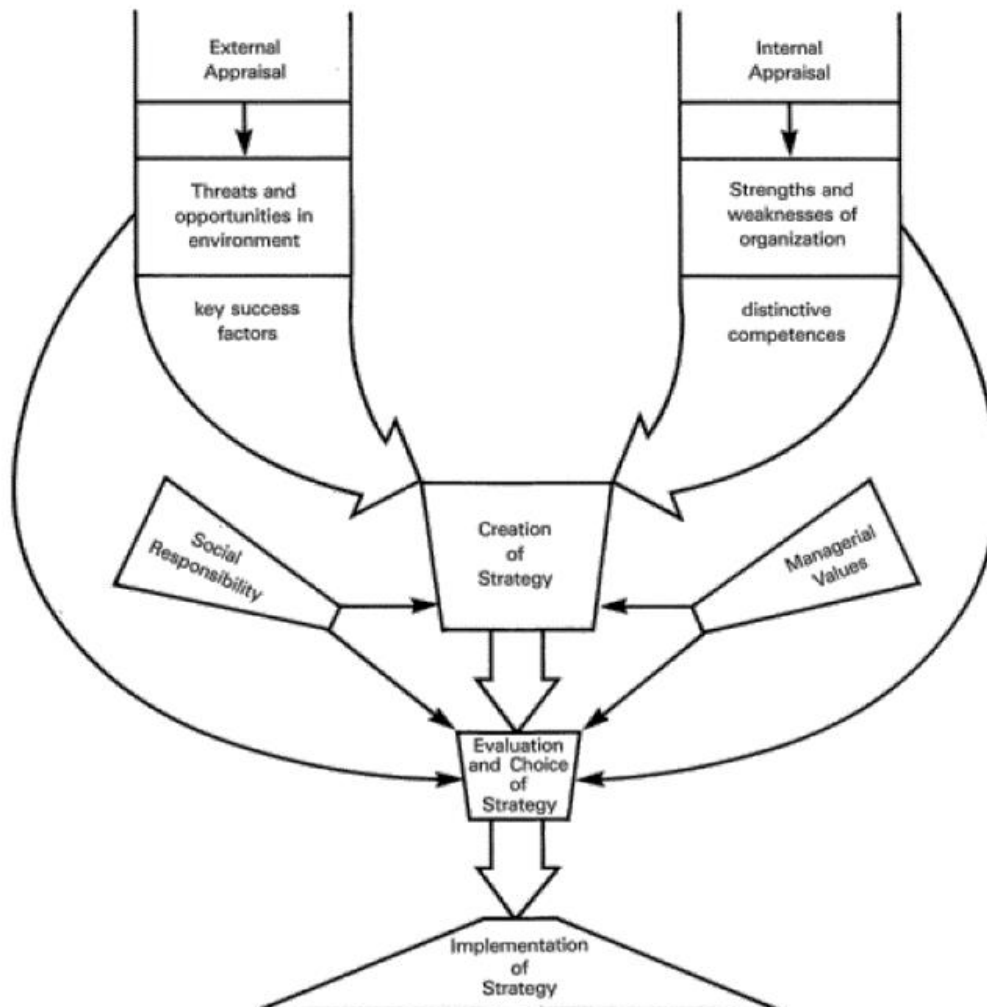 External
Appraisal
Internal
Appraisal
Threats and
opportunities in
environment
Strengths and
weaknesses of
organization
key success
factors
distinctive
competences
Social
Responsibility
Creation
of
Strategy
Managerial
Values
Evaluation
and Choice
of
Strategy
Implementation
of
Strategy